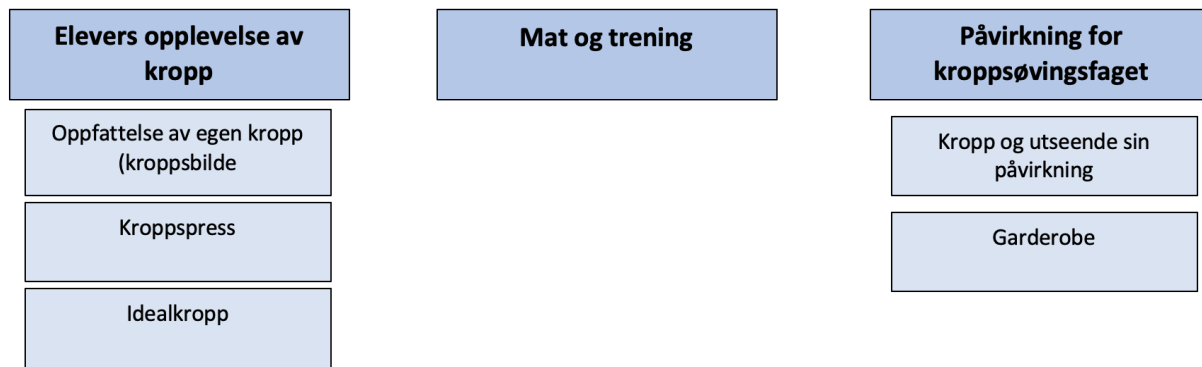 Elevers opplevelse av
kropp
Oppfattelse av egen kropp
(kroppsbilde
Kroppspress
Idealkropp
Mat og trening
Påvirkning for
kroppsøvingsfaget
Kropp og utseende sin
påvirkning
Garderobe